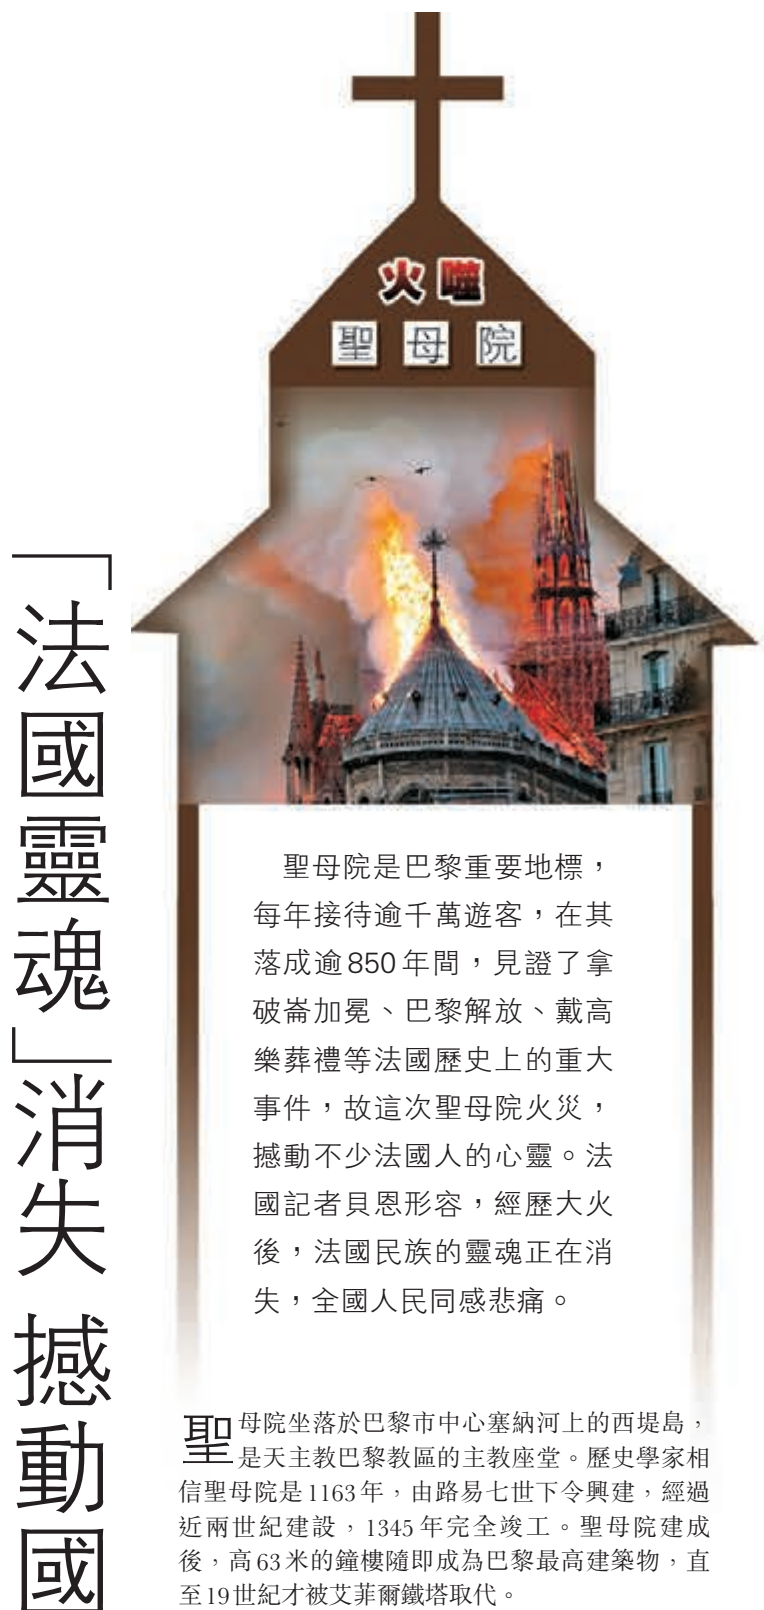 火噬
聖母院
「法國靈魂」消失 撼動國
聖母院是巴黎重要地標，
每年接待逾千萬遊客，在其
落成逾850年間，見證了拿
破崙加冕、巴黎解放、戴高
樂葬禮等法國歷史上的重大
事件，故這次聖母院火災，
撼動不少法國人的心靈。法
國記者貝恩形容，經歷大火
後，法國民族的靈魂正在消
失，全國人民同感悲痛。
聖母院坐落於巴黎市中心塞納河上的西堤島，
是天主教巴黎教區的主教座堂。歷史學家相
信聖母院是1163年，由路易七世下令興建，經過
近兩世紀建設，1345年完全竣工。聖母院建成
後，高63米的鐘樓隨即成為巴黎最高建築物，直
至19世紀才被艾菲爾鐵塔取代。